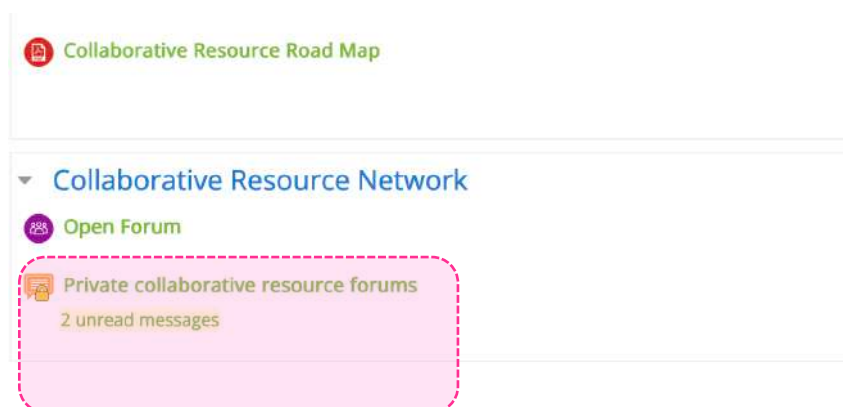 Collaborative Resource Road Map
Collaborative Resource Network
Open Forum
Private collaborative resource forums
2 unread messages